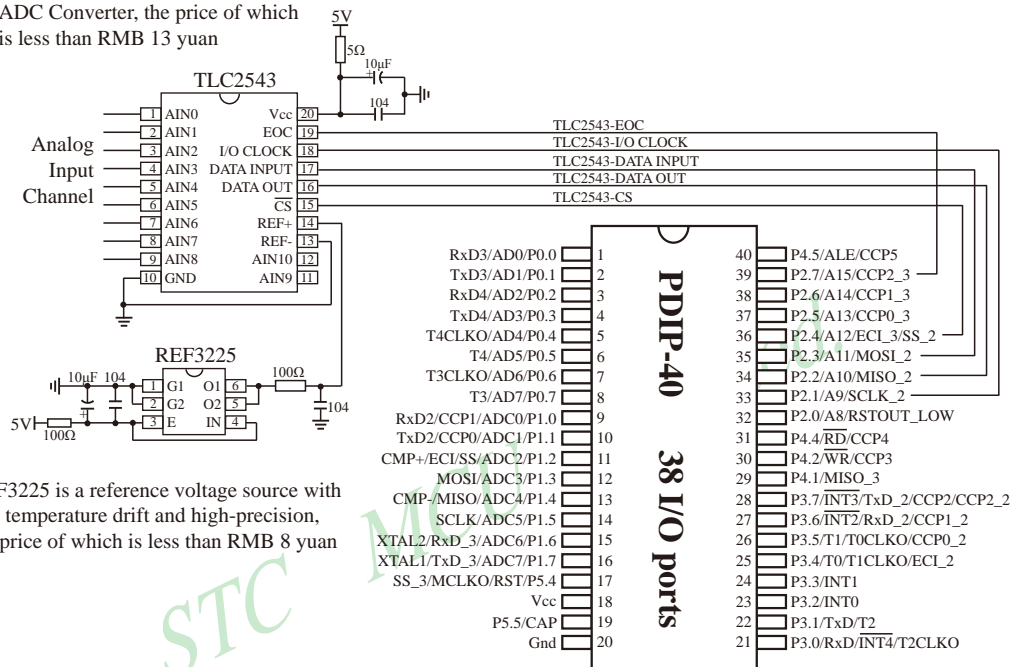 ADC Converter, the price of which
is less than RMB 13 yuan
5V
5Ω
10μF
+
104
TLC2543
Analog
Input
Channel
1 AIN0 Vcc 20
2 AIN1 EOC 19
3 AIN2 I/O CLOCK 18
4 AIN3 DATA INPUT 17
5 AIN4 DATA OUT 16
6 AIN5 CS 15
7 AIN6 REF+ 14
8 AIN7 REF- 13
9 AIN8 AIN10 12
10 GND AIN9 11
TLC2543-EOC
TLC2543-I/O CLOCK
TLC2543-DATA INPUT
TLC2543-DATA OUT
TLC2543-CS
REF3225
10μF 104
1 G1 O1 6
2 G2 O2 5
3 E IN 4
+
5V
100Ω
100Ω
104
F3225 is a reference voltage source with
temperature drift and high-precision,
price of which is less than RMB 8 yuan
PDIP-40 38 I/O ports
RxD3/AD0/P0.0 1 40 P4.5/ALE/CCP5
TxD3/AD1/P0.1 2 39 P2.7/A15/CCP2_3
RxD4/AD2/P0.2 3 38 P2.6/A14/CCP1_3
TxD4/AD3/P0.3 4 37 P2.5/A13/CCP0_3
T4CLKO/AD4/P0.4 5 36 P2.4/A12/ECI_3/SS_2
T4/AD5/P0.5 6 35 P2.3/A11/MOSI_2
T3CLKO/AD6/P0.6 7 34 P2.2/A10/MISO_2
T3/AD7/P0.7 8 33 P2.1/A9/SCLK_2
RxD2/CCP1/ADC0/P1.0 9 32 P2.0/A8/RSTOUT_LOW
TxD2/CCP0/ADC1/P1.1 10 31 P4.4/RD/CCP4
CMP+/ECI/SS/ADC2/P1.2 11 30 P4.2/WR/CCP3
MOSI/ADC3/P1.3 12 29 P4.1/MISO_3
CMP-/MISO/ADC4/P1.4 13 28 P3.7/INT3/TxD_2/CCP2/CCP2_2
SCLK/ADC5/P1.5 14 27 P3.6/INT2/RxD_2/CCP1_2
XTAL2/RxD_3/ADC6/P1.6 15 26 P3.5/T1/T0CLKO/CCP0_2
XTAL1/TxD_3/ADC7/P1.7 16 25 P3.4/T0/T1CLKO/ECI_2
SS_3/MCLKO/RST/P5.4 17 24 P3.3/INT1
Vcc 18 23 P3.2/INT0
P5.5/CAP 19 22 P3.1/TxD/T2
Gnd 20 21 P3.0/RxD/INT4/T2CLKO
STC MCU